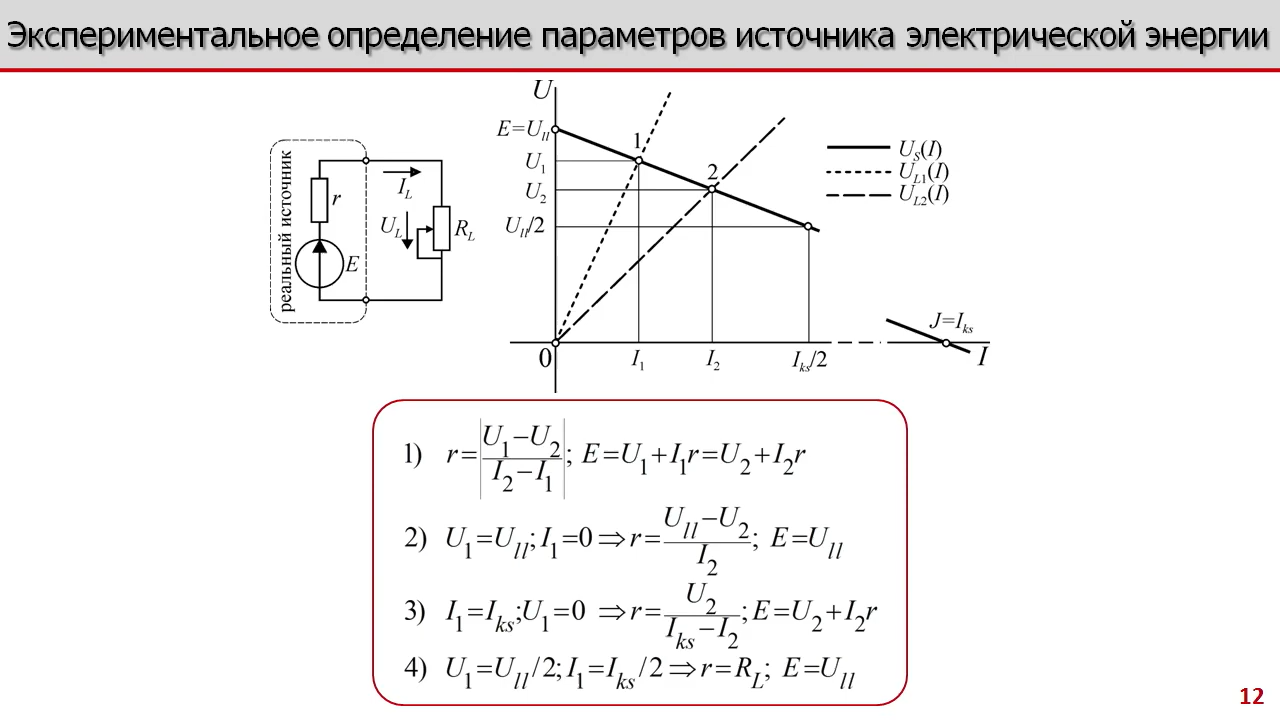 Экспериментальное определение параметров источника электрической энергии
реальный источник
r
E
I_L
U_L
R_L
U
E=U_ll
U_1
U_2
U_ll/2
1
2
0
I_1
I_2
I_ks/2
J=I_ks
I
U_S(I)
U_L1(I)
U_L2(I)
1) r=|(U_1−U_2)/(I_2−I_1)|; E=U_1+I_1r=U_2+I_2r
2) U_1=U_ll; I_1=0 ⇒ r=(U_ll−U_2)/I_2; E=U_ll
3) I_1=I_ks; U_1=0 ⇒ r=U_2/(I_ks−I_2); E=U_2+I_2r
4) U_1=U_ll/2; I_1=I_ks/2 ⇒ r=R_L; E=U_ll
12